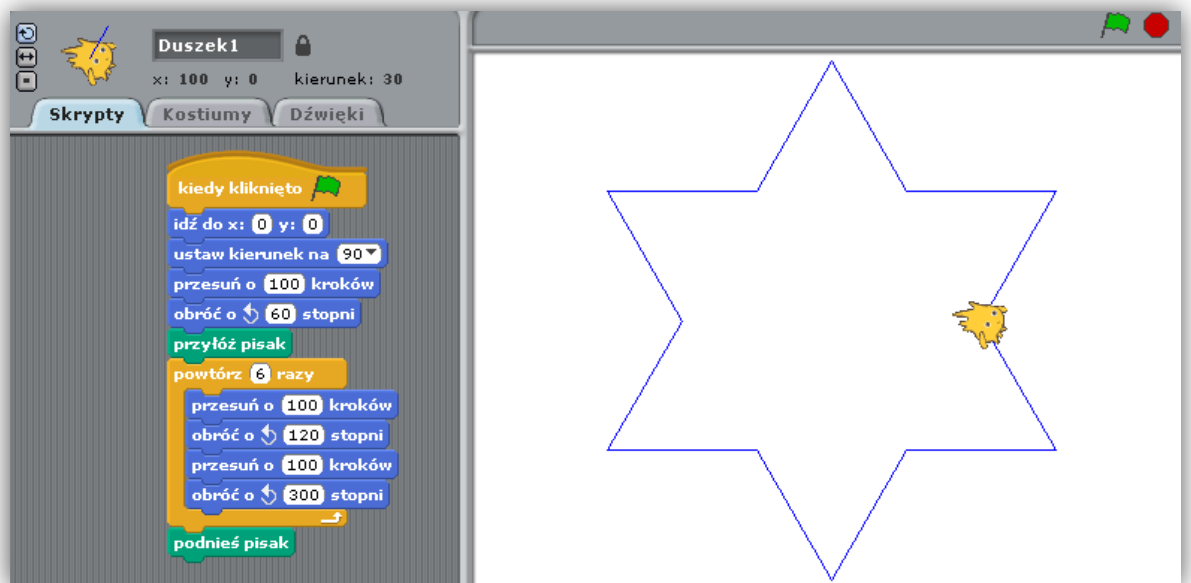 Duszek1
x: 100 y: 0 kierunek: 30
Skrypty Kostiumy Dźwięki
kiedy kliknięto
idź do x: 0 y: 0
ustaw kierunek na 90
przesuń o 100 kroków
obróć o 60 stopni
przyłóż pisak
powtórz 6 razy
przesuń o 100 kroków
obróć o 120 stopni
przesuń o 100 kroków
obróć o 300 stopni
podnieś pisak